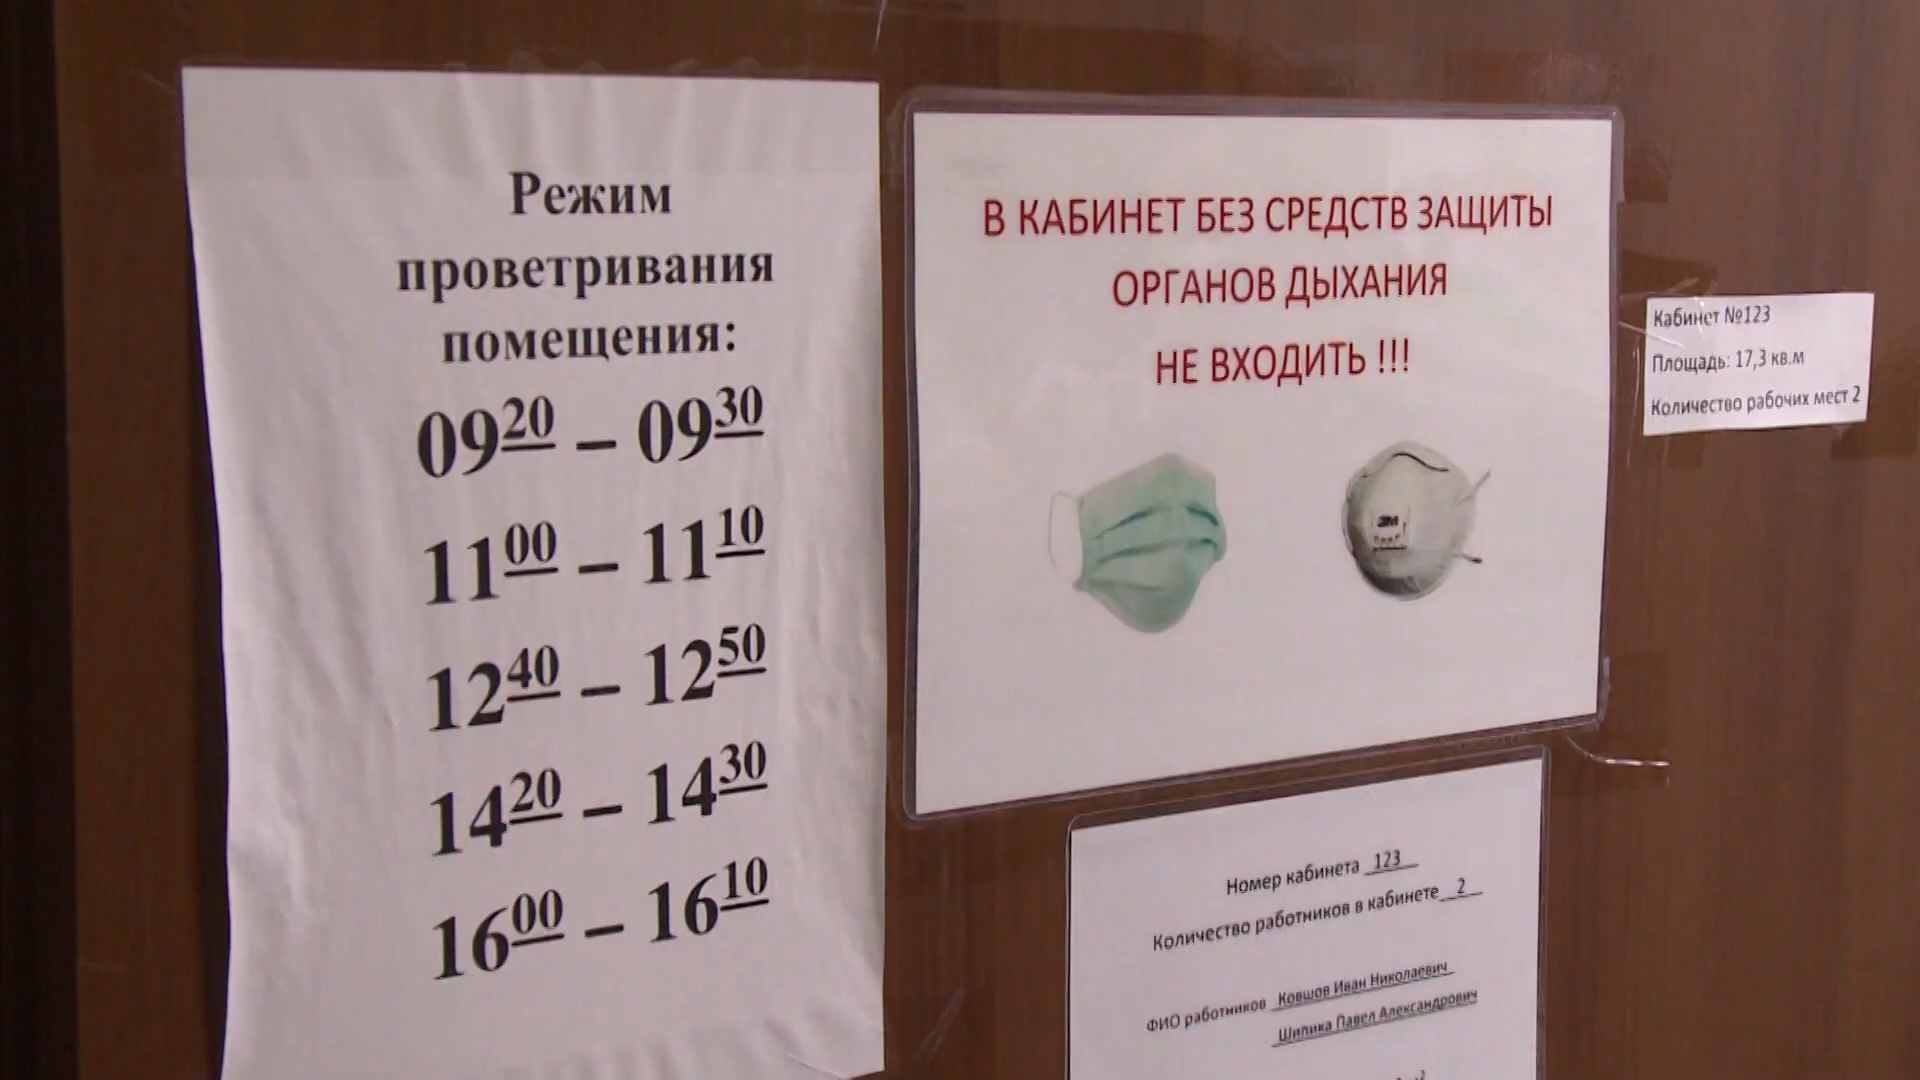 Режим
проветривания
помещения:
09²⁰ – 09³⁰
11⁰⁰ – 11¹⁰
12⁴⁰ – 12⁵⁰
14²⁰ – 14³⁰
16⁰⁰ – 16¹⁰
В КАБИНЕТ БЕЗ СРЕДСТВ ЗАЩИТЫ
ОРГАНОВ ДЫХАНИЯ
НЕ ВХОДИТЬ !!!
3M
Кабинет №123
Площадь: 17,3 кв.м
Количество рабочих мест 2
Номер кабинета 123
Количество работников в кабинете 2
ФИО работников Ковшов Иван Николаевич
Шипика Павел Александрович